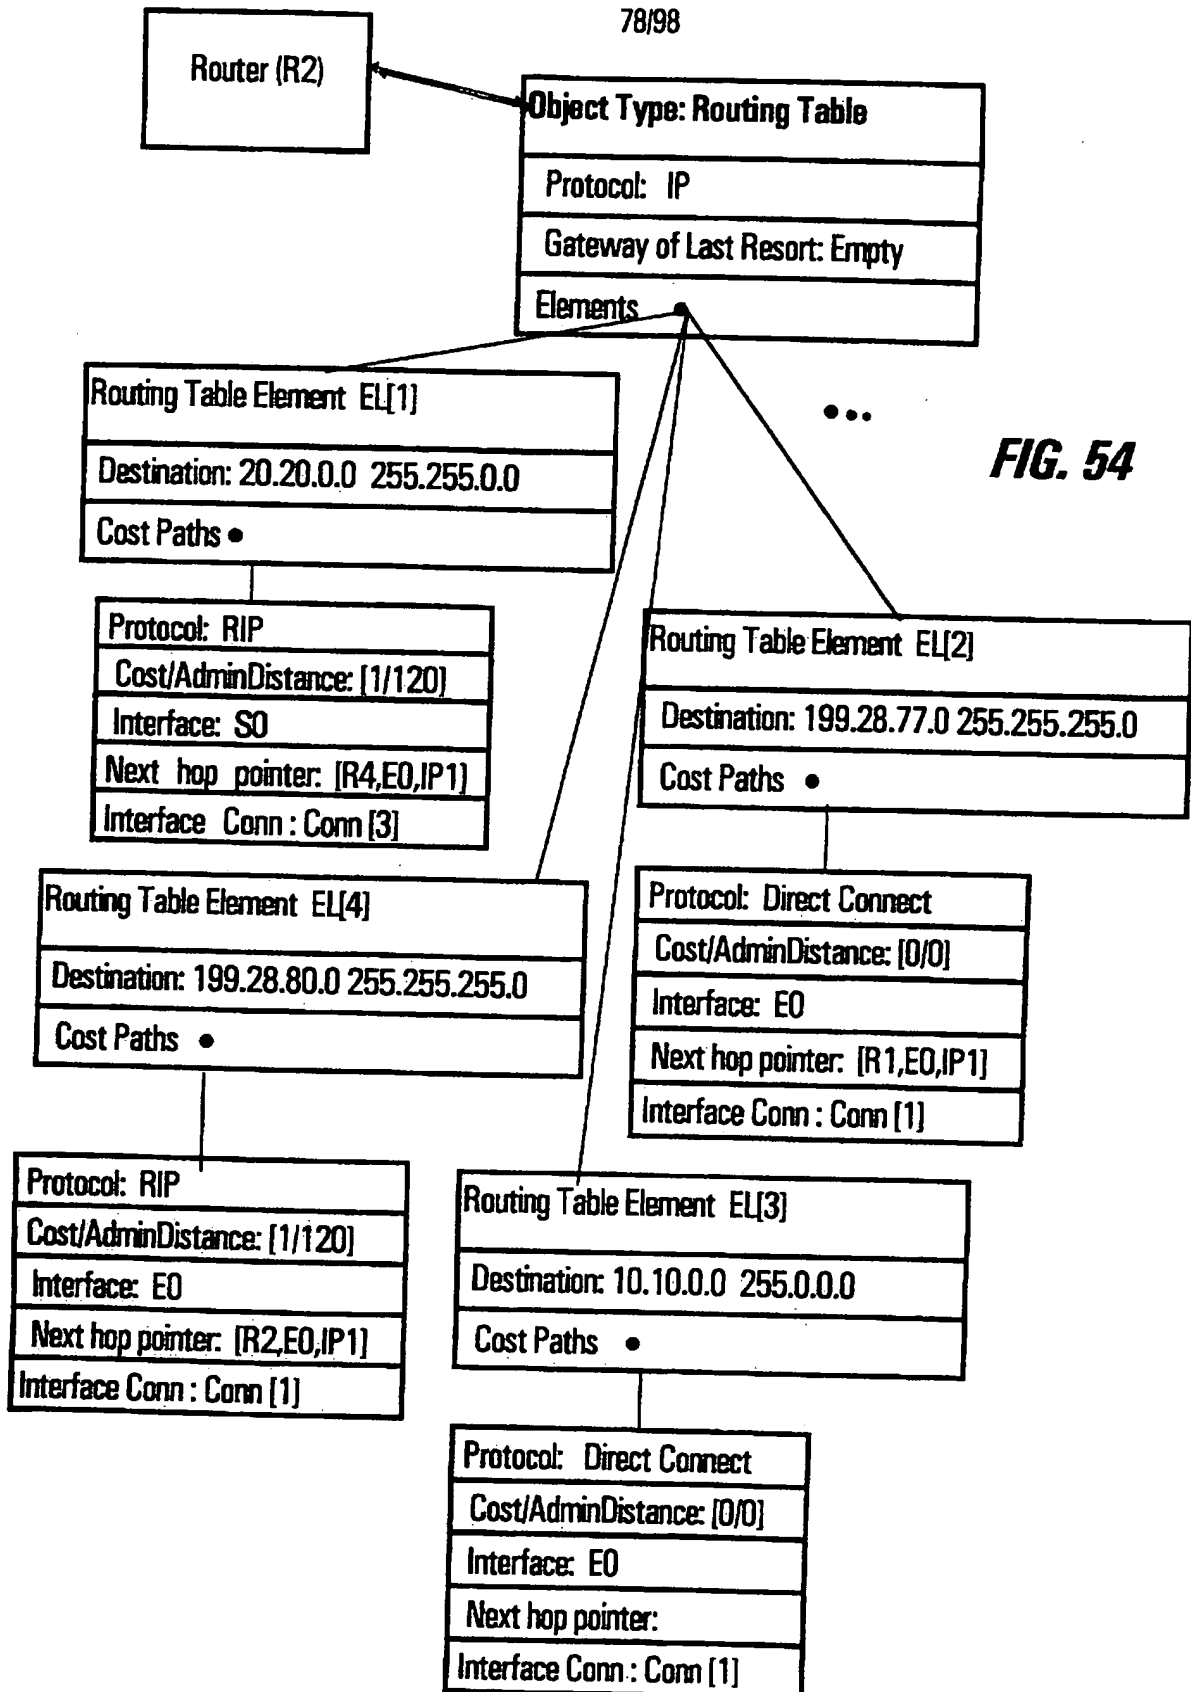 78/98
Router (R2)
Object Type: Routing Table
Protocol: IP
Gateway of Last Resort: Empty
Elements
FIG. 54
Routing Table Element EL[1]
Destination: 20.20.0.0 255.255.0.0
Cost Paths
Protocol: RIP
Cost/AdminDistance: [1/120]
Interface: S0
Next hop pointer: [R4,E0,IP1]
Interface Conn : Conn [3]
Routing Table Element EL[2]
Destination: 199.28.77.0 255.255.255.0
Cost Paths
Protocol: Direct Connect
Cost/AdminDistance: [0/0]
Interface: E0
Next hop pointer: [R1,E0,IP1]
Interface Conn : Conn [1]
Routing Table Element EL[4]
Destination: 199.28.80.0 255.255.255.0
Cost Paths
Protocol: RIP
Cost/AdminDistance: [1/120]
Interface: E0
Next hop pointer: [R2,E0,IP1]
Interface Conn : Conn [1]
Routing Table Element EL[3]
Destination: 10.10.0.0 255.0.0.0
Cost Paths
Protocol: Direct Connect
Cost/AdminDistance: [0/0]
Interface: E0
Next hop pointer:
Interface Conn : Conn [1]